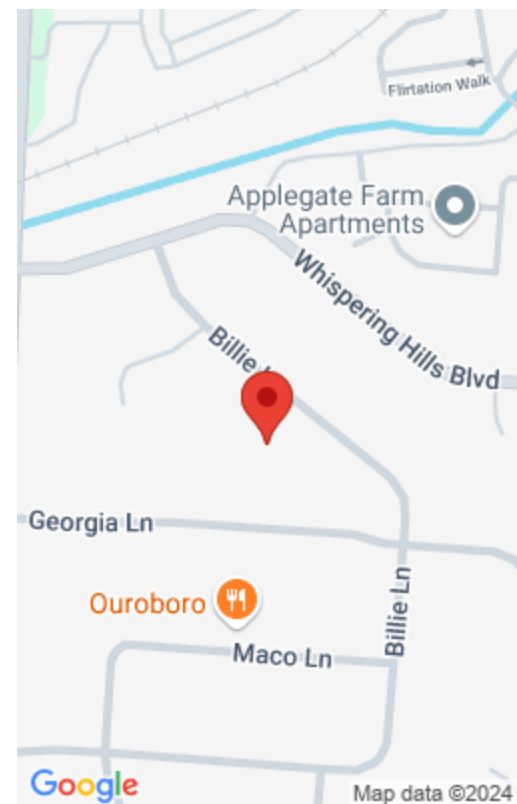 Flirtation Walk
Applegate Farm
Apartments
Whispering Hills Blvd
Billie
Georgia Ln
Ouroboro
Billie Ln
Maco Ln
Google
Map data ©2024